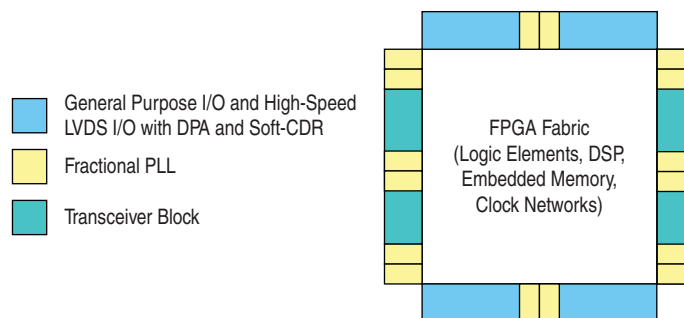 General Purpose I/O and High-Speed
LVDS I/O with DPA and Soft-CDR
Fractional PLL
Transceiver Block
FPGA Fabric
(Logic Elements, DSP,
Embedded Memory,
Clock Networks)